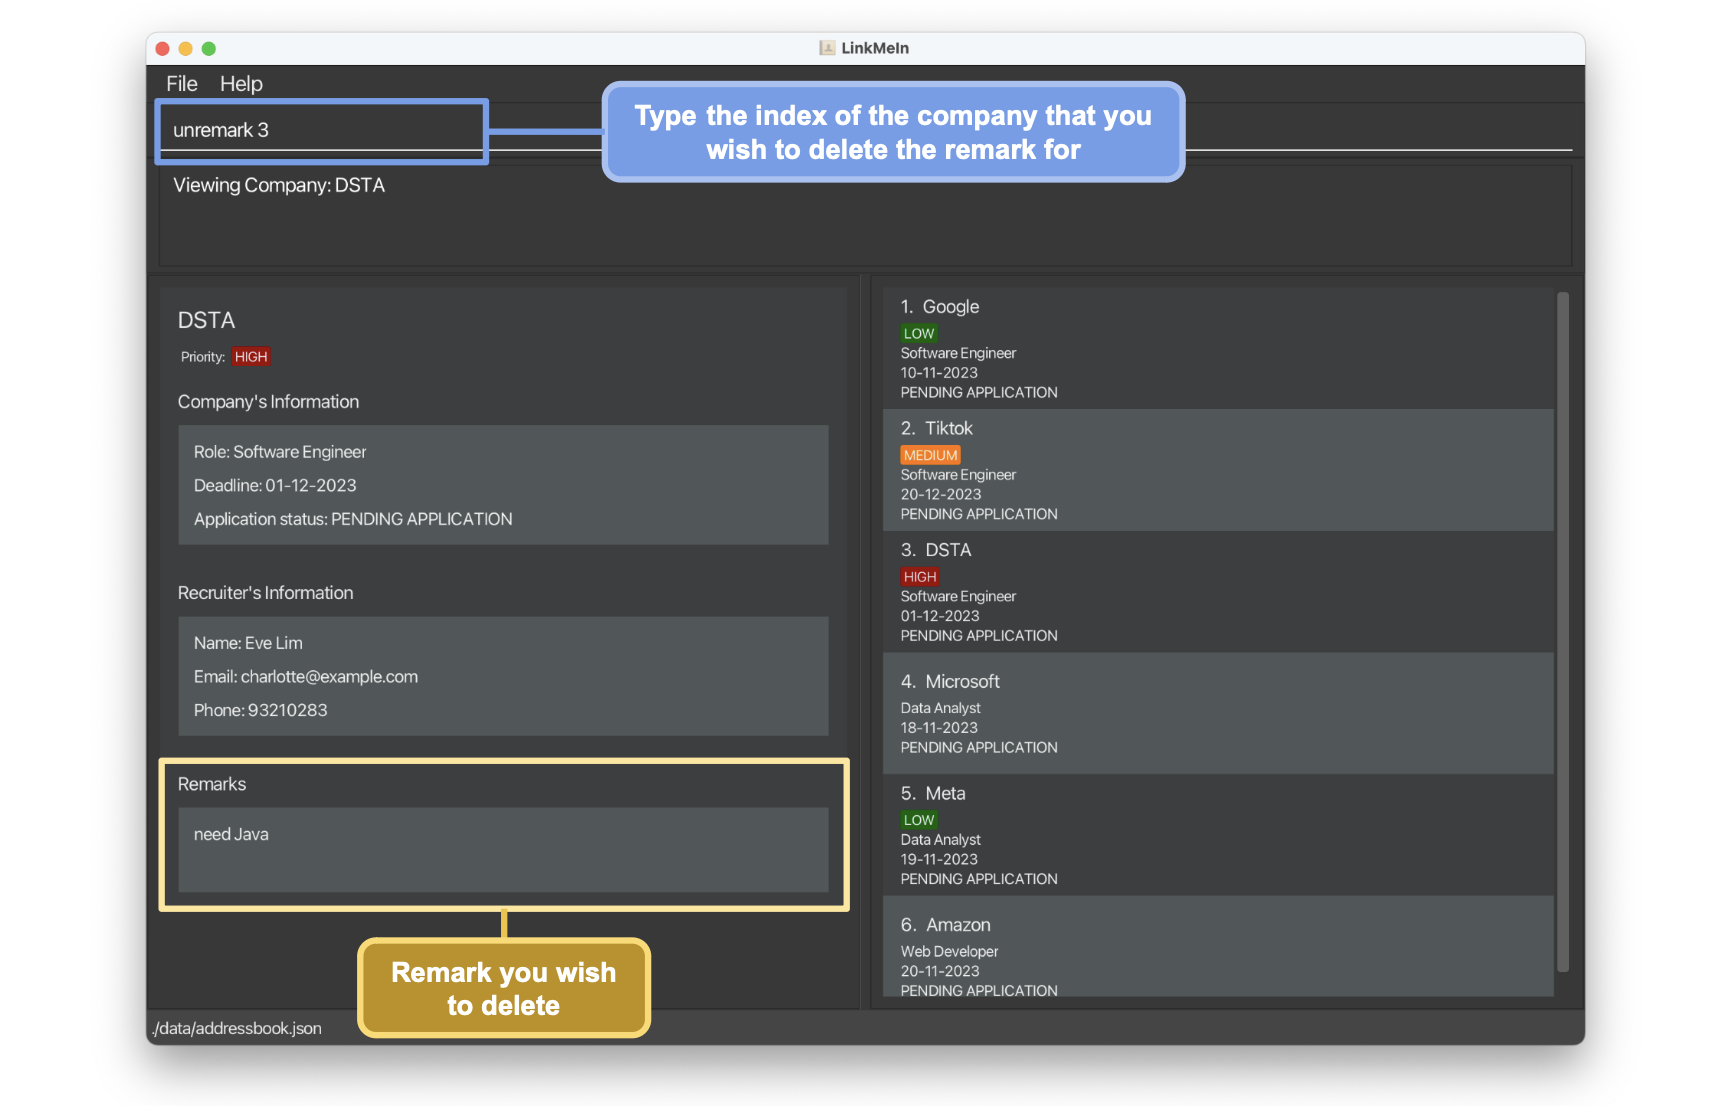 LinkMeIn
File Help
unremark 3
Type the index of the company that you
wish to delete the remark for
Viewing Company: DSTA
DSTA
Priority: HIGH
Company's Information
Role: Software Engineer
Deadline: 01-12-2023
Application status: PENDING APPLICATION
Recruiter's Information
Name: Eve Lim
Email: charlotte@example.com
Phone: 93210283
Remarks
need Java
Remark you wish
to delete
1. Google
LOW
Software Engineer
10-11-2023
PENDING APPLICATION
2. Tiktok
MEDIUM
Software Engineer
20-12-2023
PENDING APPLICATION
3. DSTA
HIGH
Software Engineer
01-12-2023
PENDING APPLICATION
4. Microsoft
Data Analyst
18-11-2023
PENDING APPLICATION
5. Meta
LOW
Data Analyst
19-11-2023
PENDING APPLICATION
6. Amazon
Web Developer
20-11-2023
PENDING APPLICATION
./data/addressbook.json